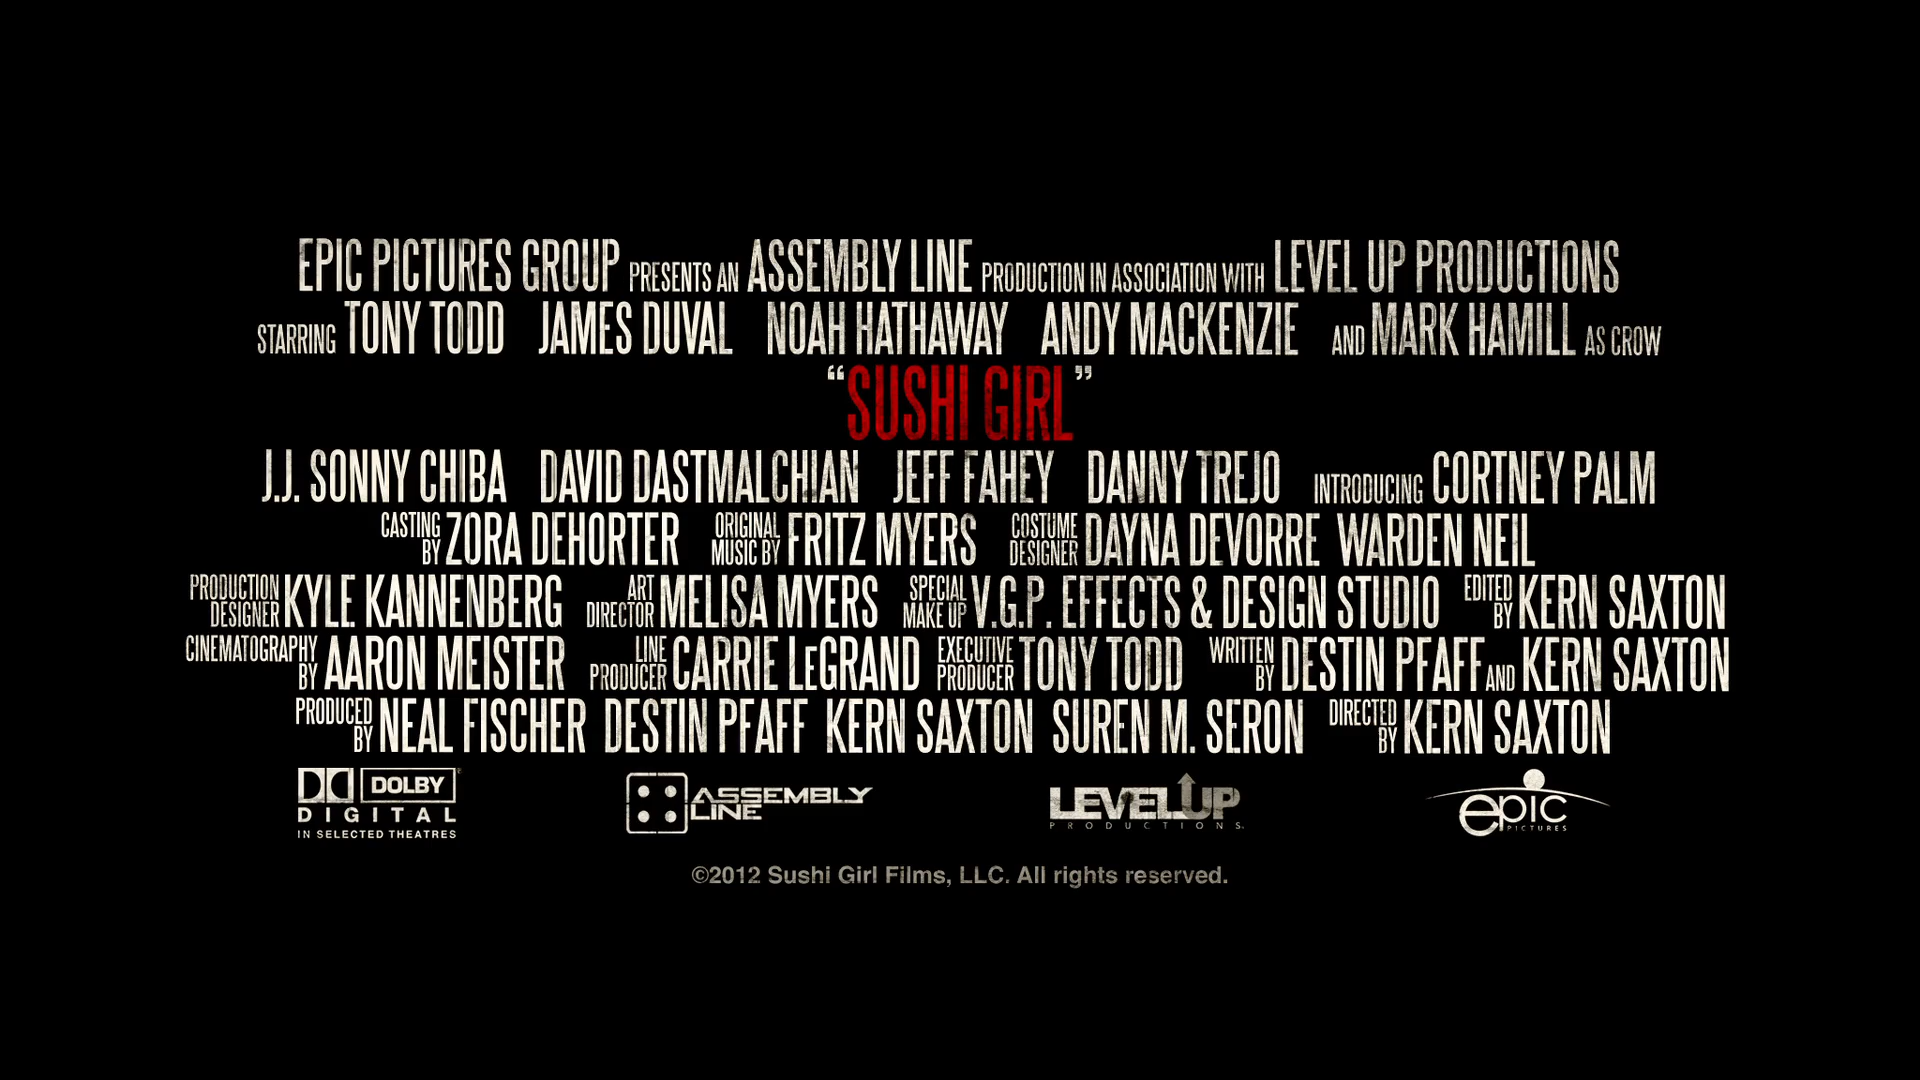 EPIC PICTURES GROUP PRESENTS AN ASSEMBLY LINE PRODUCTION IN ASSOCIATION WITH LEVEL UP PRODUCTIONS
STARRING TONY TODD JAMES DUVAL NOAH HATHAWAY ANDY MACKENZIE AND MARK HAMILL AS CROW
“SUSHI GIRL”
J.J. SONNY CHIBA DAVID DASTMALCHIAN JEFF FAHEY DANNY TREJO INTRODUCING CORTNEY PALM
CASTING BY ZORA DEHORTER ORIGINAL MUSIC BY FRITZ MYERS COSTUME DESIGNER DAYNA DEVORRE WARDEN NEIL
PRODUCTION DESIGNER KYLE KANNENBERG ART DIRECTOR MELISA MYERS SPECIAL MAKE UP V.G.P. EFFECTS & DESIGN STUDIO EDITED BY KERN SAXTON
CINEMATOGRAPHY BY AARON MEISTER LINE PRODUCER CARRIE LEGRAND EXECUTIVE PRODUCER TONY TODD WRITTEN BY DESTIN PFAFF AND KERN SAXTON
PRODUCED BY NEAL FISCHER DESTIN PFAFF KERN SAXTON SUREN M. SERON DIRECTED BY KERN SAXTON
DOLBY DIGITAL IN SELECTED THEATRES
ASSEMBLY LINE
LEVEL UP PRODUCTIONS.
epic PICTURES
©2012 Sushi Girl Films, LLC. All rights reserved.